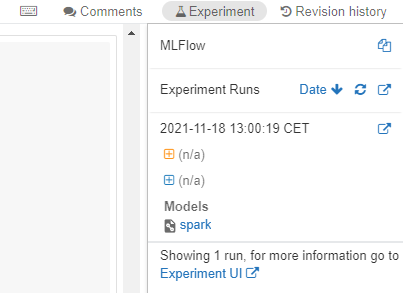 Comments Experiment Revision history
MLFlow
Experiment Runs Date
2021-11-18 13:00:19 CET
(n/a)
(n/a)
Models
spark
Showing 1 run, for more information go to
Experiment UI